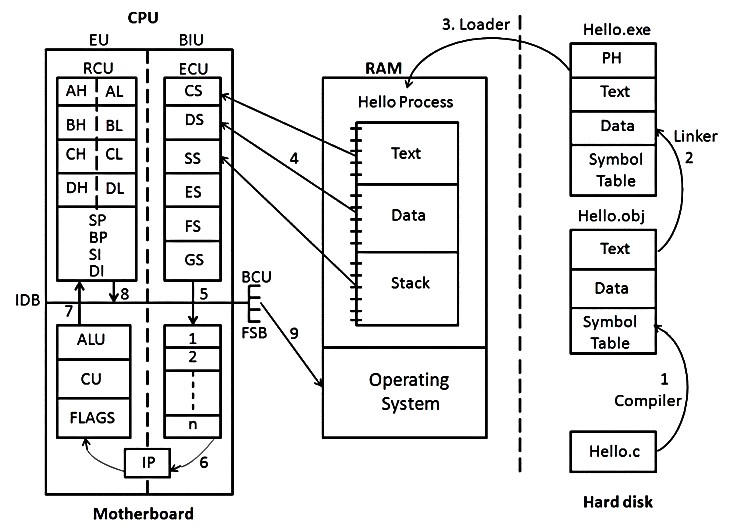 CPU
EU
BIU
RCU
ECU
AH
AL
BH
BL
CH
CL
DH
DL
SP
BP
SI
DI
CS
DS
SS
ES
FS
GS
IDB
7
8
5
BCU
FSB
9
ALU
CU
FLAGS
1
2
n
IP
6
Motherboard
3. Loader
RAM
Hello Process
Text
Data
Stack
4
Operating
System
Hello.exe
PH
Text
Data
Symbol
Table
Linker
2
Hello.obj
Text
Data
Symbol
Table
1
Compiler
Hello.c
Hard disk